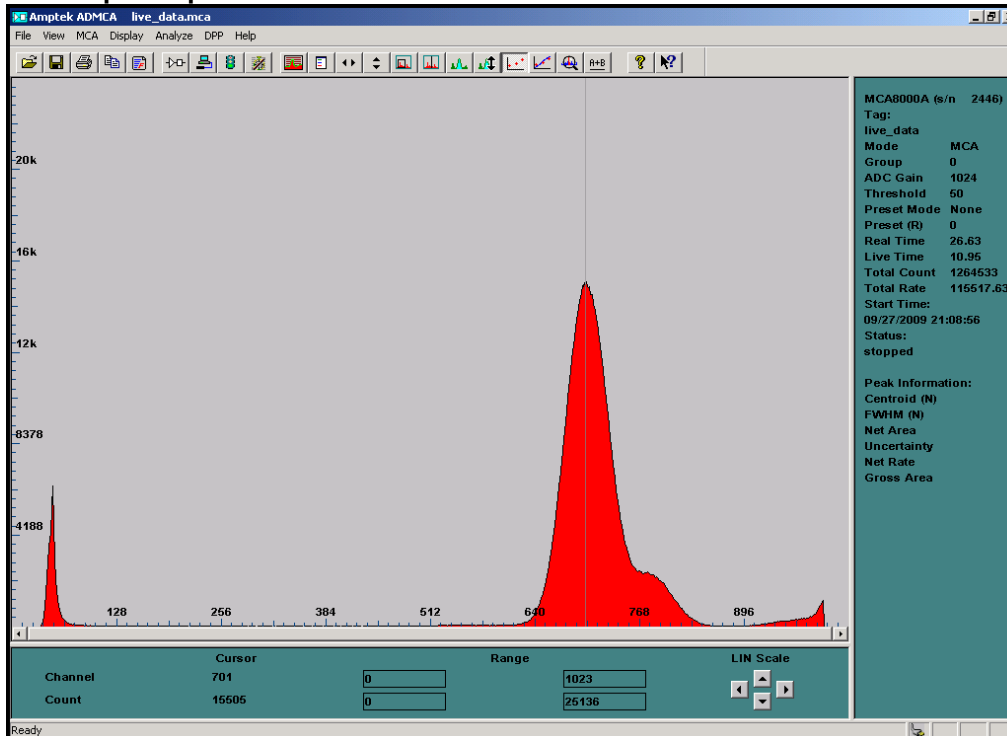 Amptek ADMCA live_data.mca
File View MCA Display Analyze DPP Help
A+B
20k
16k
12k
8378
4188
128 256 384 512 640 768 896
MCA8000A (s/n 2446)
Tag:
live_data
Mode MCA
Group 0
ADC Gain 1024
Threshold 50
Preset Mode None
Preset (R) 0
Real Time 26.63
Live Time 10.95
Total Count 1264533
Total Rate 115517.63
Start Time:
09/27/2009 21:08:56
Status:
stopped
Peak Information:
Centroid (N)
FWHM (N)
Net Area
Uncertainty
Net Rate
Gross Area
Cursor Range LIN Scale
Channel 701 0 1023
Count 15505 0 25136
Ready